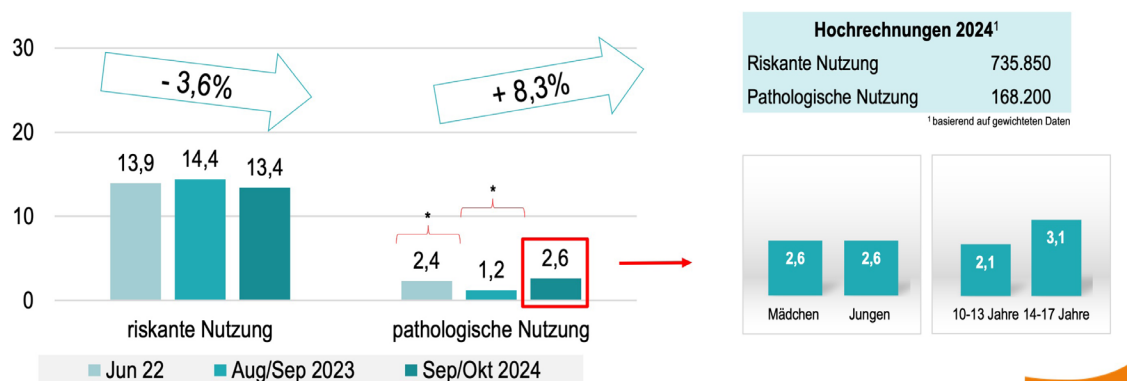 30
20
10
0
- 3,6%
+ 8,3%
13,9
14,4
13,4
*
*
2,4
1,2
2,6
riskante Nutzung
pathologische Nutzung
Jun 22
Aug/Sep 2023
Sep/Okt 2024
Hochrechnungen 2024¹
Riskante Nutzung 735.850
Pathologische Nutzung 168.200
¹ basierend auf gewichteten Daten
2,6
2,6
Mädchen
Jungen
2,1
3,1
10-13 Jahre
14-17 Jahre